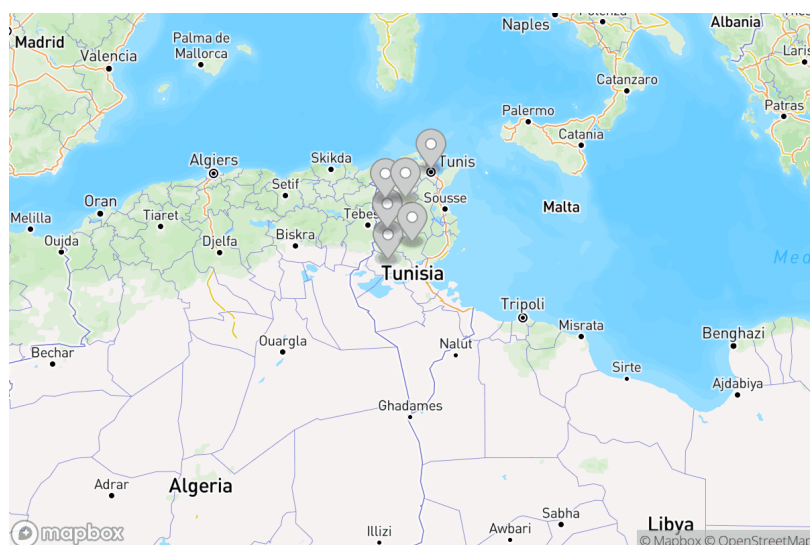 Naples
Albania
Madrid
Palma de
Mallorca
Valencia
Catanzaro
Patras
Palermo
Catania
Tunis
Algiers
Skikda
Setif
Sousse
Oran
Tiaret
Malta
Melilla
Djelfa
Biskra
Oujda
Tunisia
Tripoli
Misrata
Benghazi
Ouargla
Nalut
Bechar
Sirte
Ajdabiya
Ghadames
Adrar
Algeria
Sabha
Illizi
Awbari
Libya
mapbox
© Mapbox © OpenStreetMap